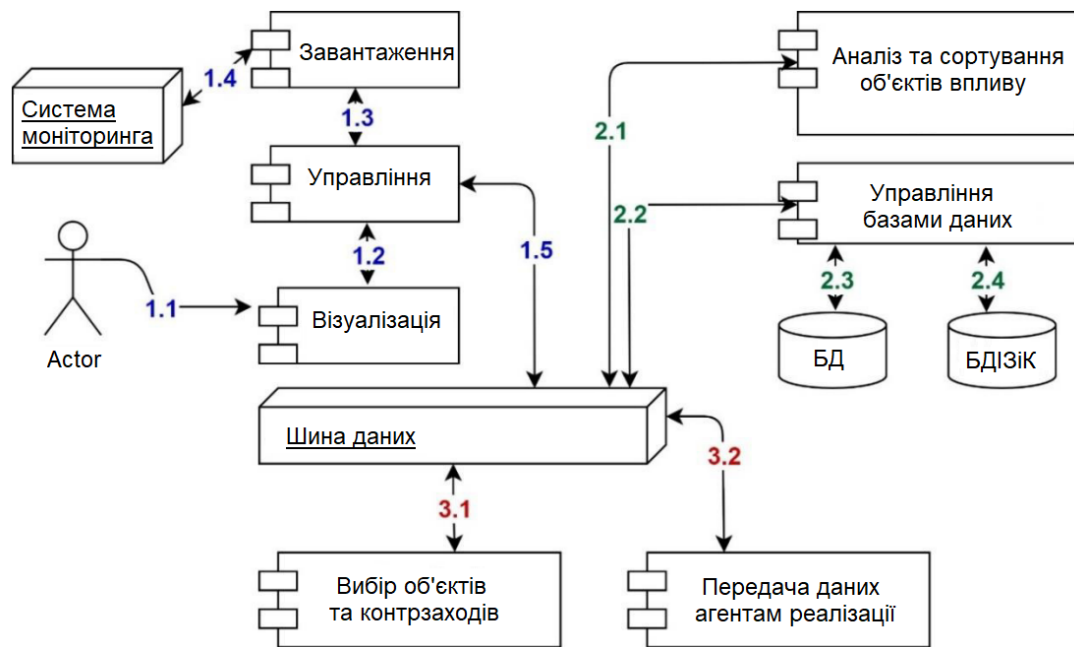 Завантаження
1.4
Система
моніторинга
1.3
Управління
1.2
1.1
Actor
Візуалізація
1.5
Аналіз та сортування
об'єктів впливу
2.1
Управління
базами даних
2.2
2.3
2.4
БД
БДІЗіК
Шина даних
3.1
3.2
Вибір об'єктів
та контрзаходів
Передача даних
агентам реалізації